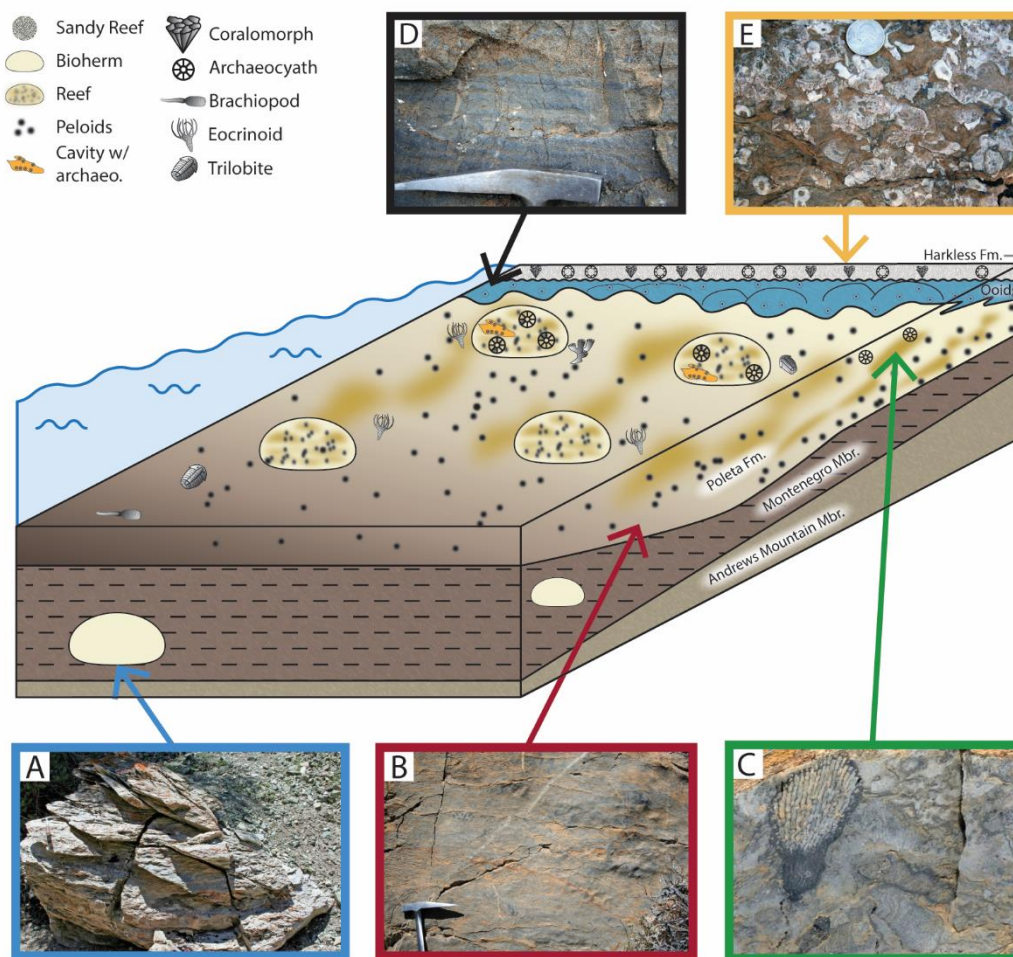 Sandy Reef
Bioherm
Reef
Peloids
Cavity w/
archaeo.
Coralomorph
Archaeocyath
Brachiopod
Eocrinoid
Trilobite
D
E
Harkless Fm.
Ooid
Poleta Fm.
Montenegro Mbr.
Andrews Mountain Mbr.
A
B
C